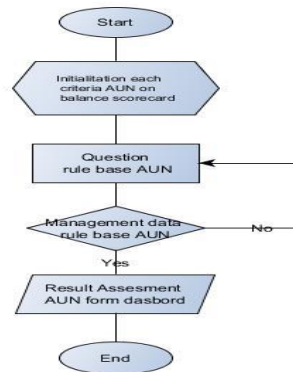 Start
Initialitation each
criteria AUN on
balance scorecard
Question
rule base AUN
Management data
rule base AUN
No
Yes
Result Assesment
AUN form dasbord
End